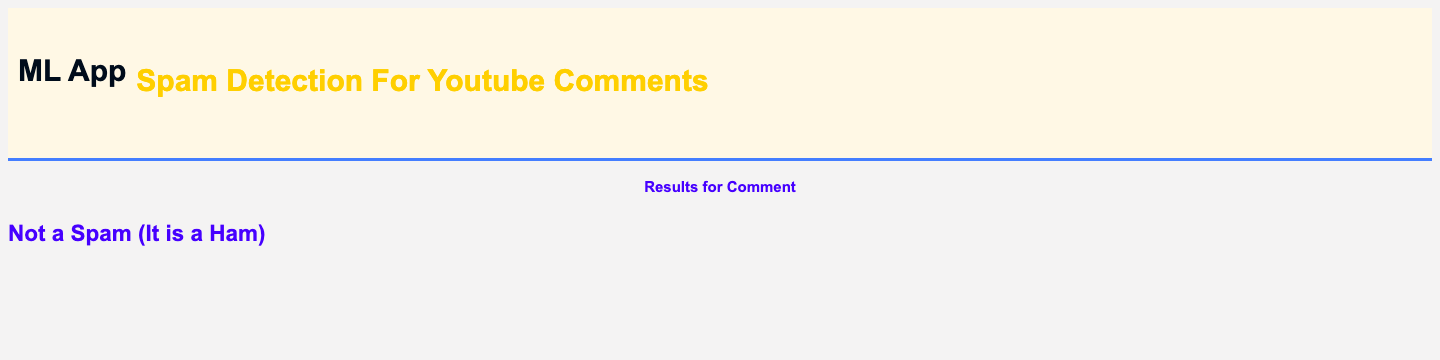 ML App
Spam Detection For Youtube Comments
Results for Comment
Not a Spam (It is a Ham)